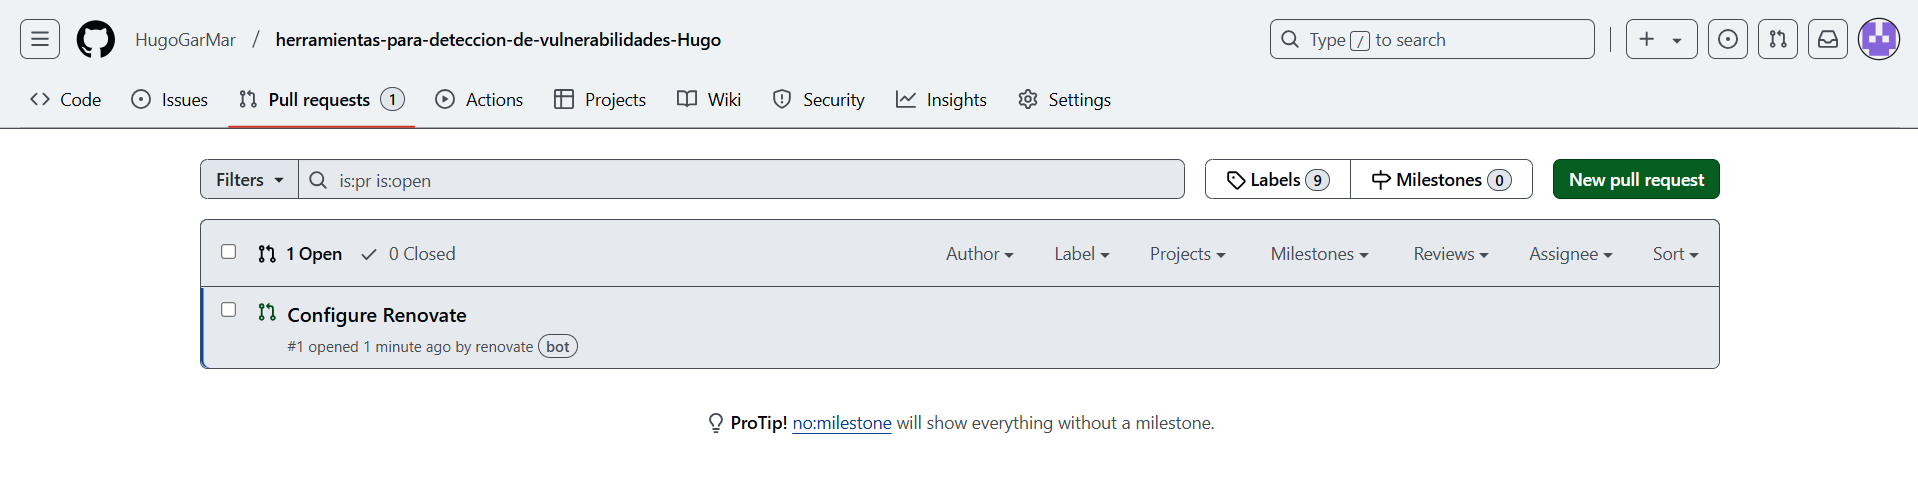 HugoGarMar / herramientas-para-deteccion-de-vulnerabilidades-Hugo Type / to search
Code Issues Pull requests 1 Actions Projects Wiki Security Insights Settings
Filters is:pr is:open Labels 9 Milestones 0 New pull request
1 Open 0 Closed Author Label Projects Milestones Reviews Assignee Sort
Configure Renovate
#1 opened 1 minute ago by renovate bot
ProTip! no:milestone will show everything without a milestone.